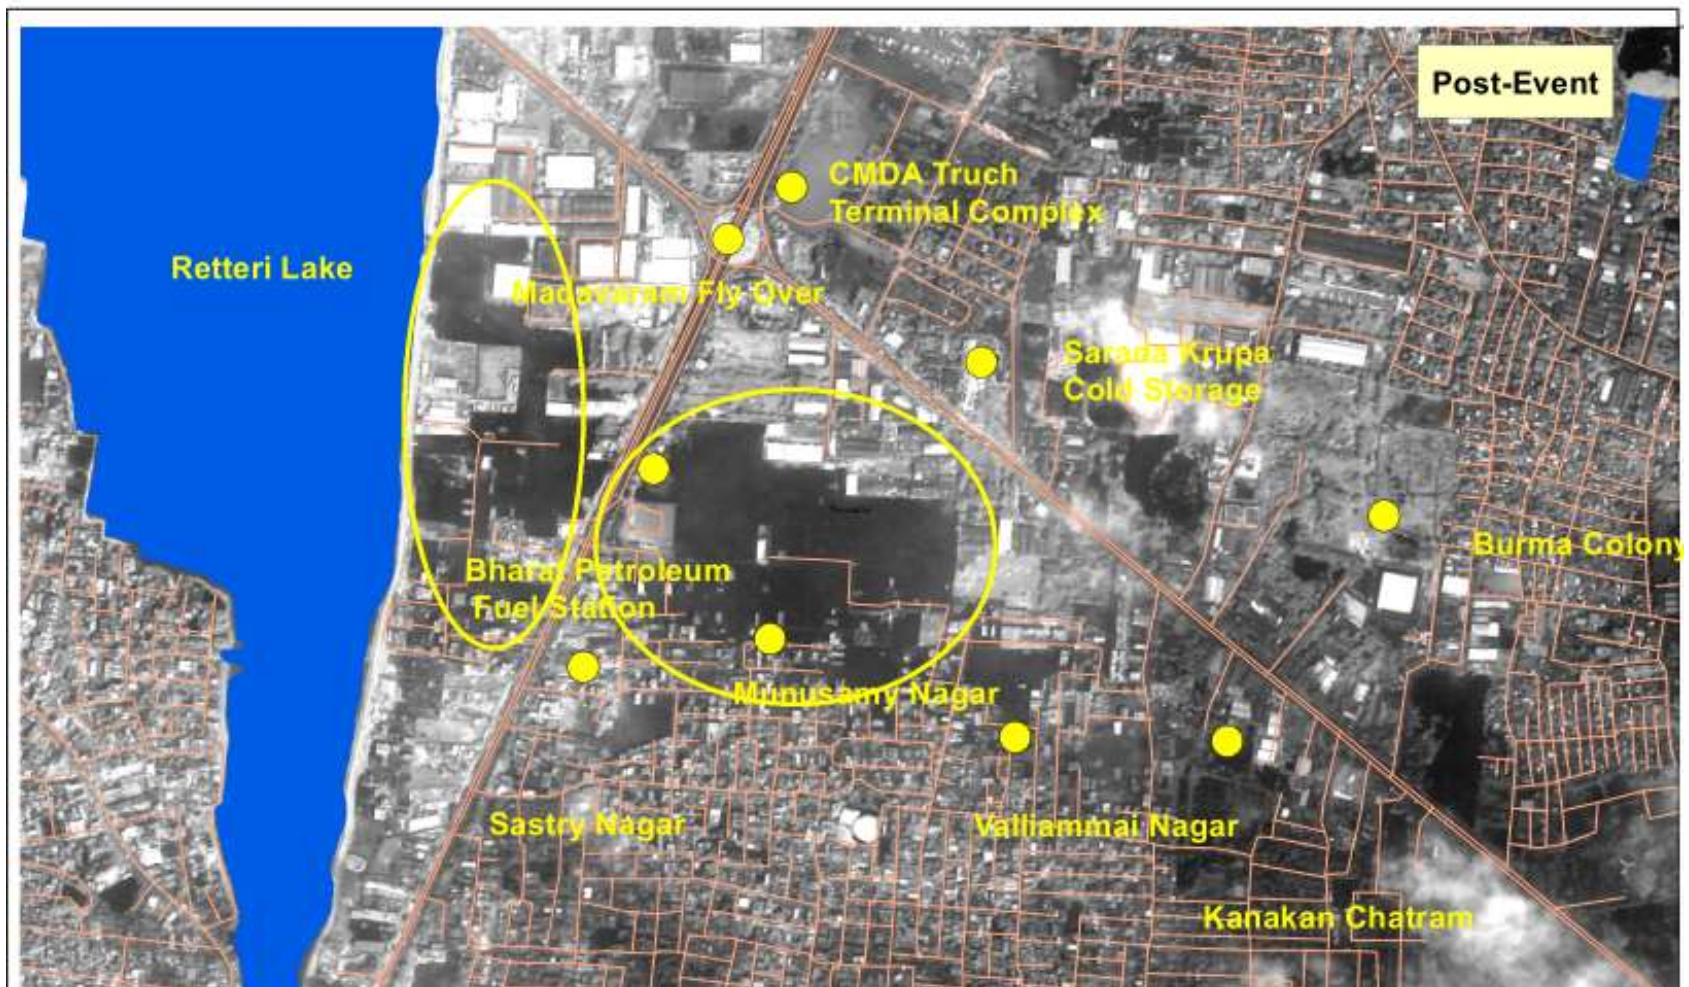 Post-Event
CMDA Truch
Terminal Complex
Retteri Lake
Madavaram Fly Over
Sarada Krupa
Cold Storage
Burma Colony
Bharat Petroleum
Fuel Station
Munusamy Nagar
Sastry Nagar
Valliammai Nagar
Kanakan Chatram